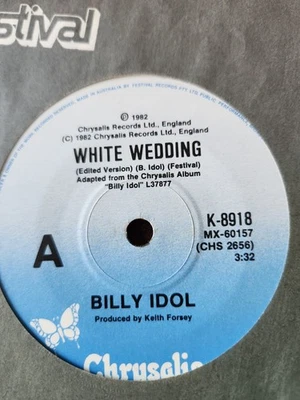 stival
℗ 1982
Chrysalis Records Ltd., England
(C) 1982 Chrysalis Records Ltd., England
WHITE WEDDING
(Edited Version) (B. Idol) (Festival)
Adapted from the Chrysalis Album
"Billy Idol" L37877
K-8918
MX-60157
(CHS 2656)
3:32
A
BILLY IDOL
Produced by Keith Forsey
Chrysalis